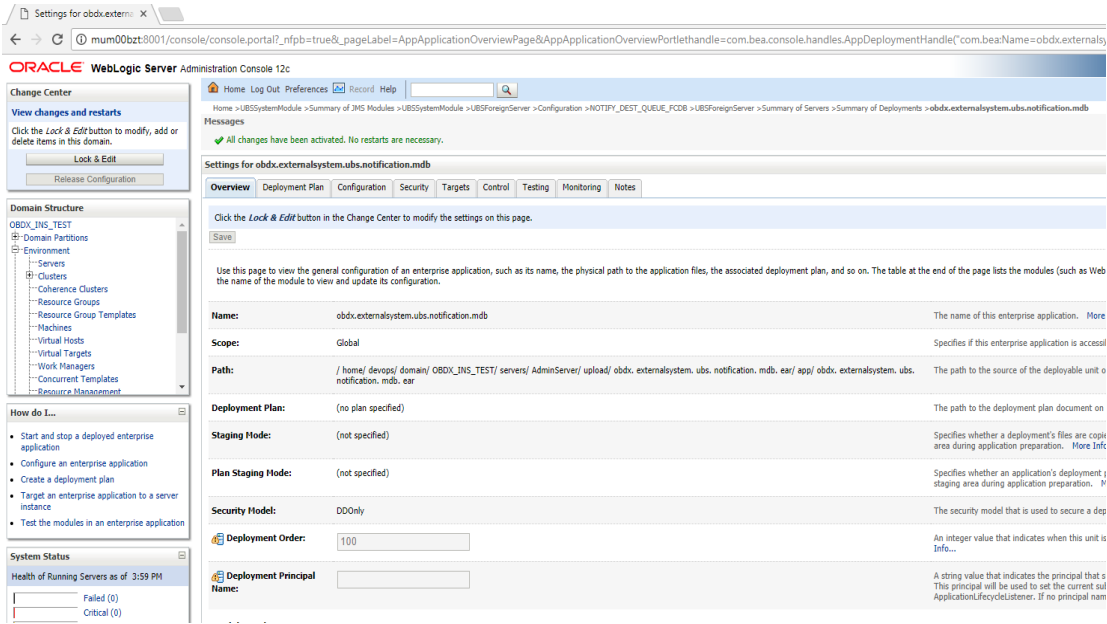 Settings for obdx.externa
mum00bzt:8001/console/console.portal?_nfpb=true&_pageLabel=AppApplicationOverviewPage&AppApplicationOverviewPortlethandle=com.bea.console.handles.AppDeploymentHandle("com.bea:Name=obdx.externalsy
ORACLE WebLogic Server Administration Console 12c
Change Center
View changes and restarts
Click the Lock & Edit button to modify, add or
delete items in this domain.
Lock & Edit
Release Configuration
Domain Structure
OBDX_INS_TEST
Domain Partitions
Environment
Servers
Clusters
Coherence Clusters
Resource Groups
Resource Group Templates
Machines
Virtual Hosts
Virtual Targets
Work Managers
Concurrent Templates
Resource Management
How do I...
Start and stop a deployed enterprise
application
Configure an enterprise application
Create a deployment plan
Target an enterprise application to a server
instance
Test the modules in an enterprise application
System Status
Health of Running Servers as of 3:59 PM
Failed (0)
Critical (0)
Home Log Out Preferences Record Help
Home >UBSSystemModule >Summary of JMS Modules >UBSSystemModule >UBSForeignServer >Configuration >NOTIFY_DEST_QUEUE_FCDB >UBSForeignServer >Summary of Servers >Summary of Deployments >obdx.externalsystem.ubs.notification.mdb
Messages
All changes have been activated. No restarts are necessary.
Settings for obdx.externalsystem.ubs.notification.mdb
Overview Deployment Plan Configuration Security Targets Control Testing Monitoring Notes
Click the Lock & Edit button in the Change Center to modify the settings on this page.
Save
Use this page to view the general configuration of an enterprise application, such as its name, the physical path to the application files, the associated deployment plan, and so on. The table at the end of the page lists the modules (such as Web
the name of the module to view and update its configuration.
Name: obdx.externalsystem.ubs.notification.mdb The name of this enterprise application. More
Scope: Global Specifies if this enterprise application is accessi
Path: / home/ devops/ domain/ OBDX_INS_TEST/ servers/ AdminServer/ upload/ obdx. externalsystem. ubs. notification. mdb. ear/ app/ obdx. externalsystem. ubs. The path to the source of the deployable unit o
notification. mdb. ear
Deployment Plan: (no plan specified) The path to the deployment plan document on
Staging Mode: (not specified) Specifies whether a deployment's files are copie
area during application preparation. More Info
Plan Staging Mode: (not specified) Specifies whether an application's deployment p
staging area during application preparation. M
Security Model: DDOnly The security model that is used to secure a dep
Deployment Order: 100 An integer value that indicates when this unit is
Info...
Deployment Principal A string value that indicates the principal that s
Name: This principal will be used to set the current sul
ApplicationLifecycleListener. If no principal nam